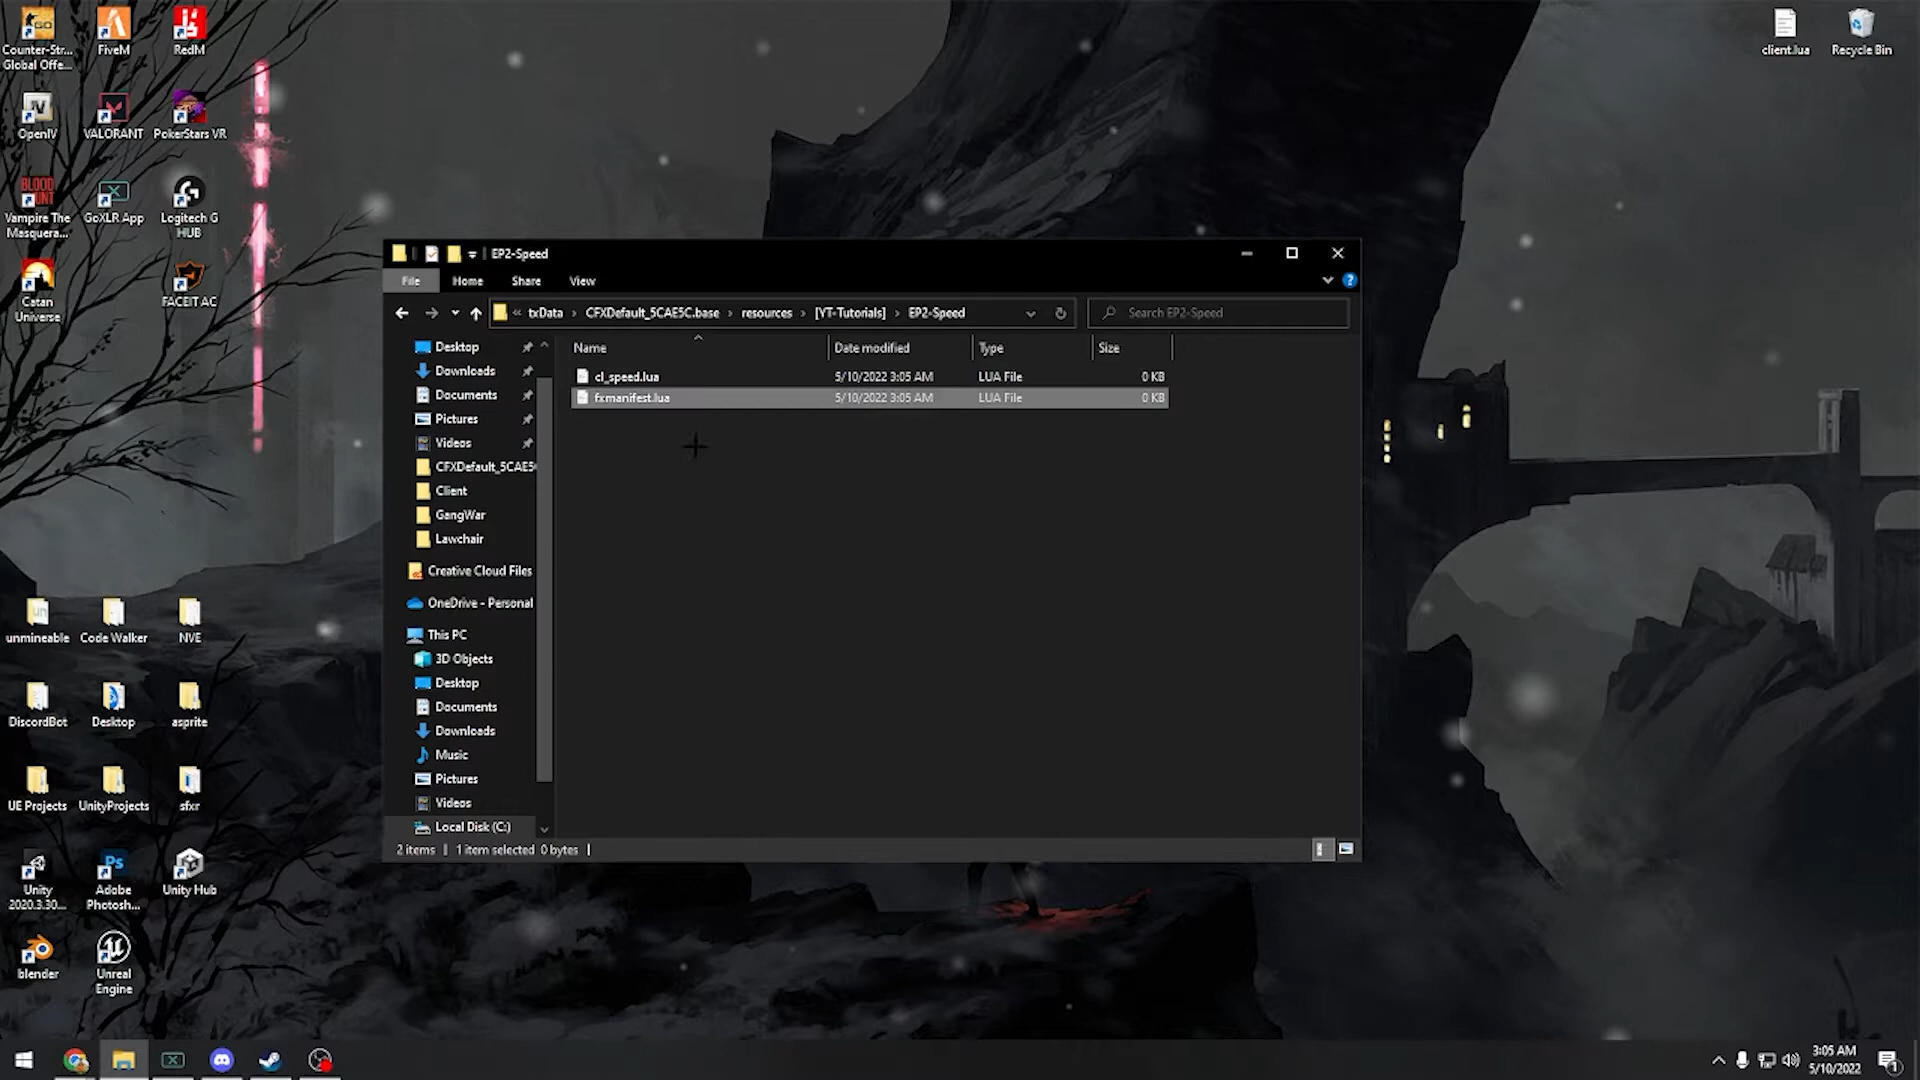 Counter-Str...
Global Offe...
FiveM
RedM
client.lua
Recycle Bin
OpenIV
VALORANT
PokerStars VR
Vampire The
Masquera...
GoXLR App
Logitech G
HUB
Catan
Universe
FACEIT AC
EP2-Speed
File
Home
Share
View
« txData › CFXDefault_5CAE5C.base › resources › [YT-Tutorials] › EP2-Speed
Search EP2-Speed
Name
Date modified
Type
Size
cl_speed.lua
5/10/2022 3:05 AM
LUA File
0 KB
fxmanifest.lua
5/10/2022 3:05 AM
LUA File
0 KB
Desktop
Downloads
Documents
Pictures
Videos
CFXDefault_5CAE5
Client
GangWar
Lawchair
Creative Cloud Files
OneDrive - Personal
This PC
3D Objects
Desktop
Documents
Downloads
Music
Pictures
Videos
Local Disk (C:)
2 items
1 item selected 0 bytes
unmineable
Code Walker
NVE
DiscordBot
Desktop
asprite
UE Projects
UnityProjects
sfxr
Unity
2020.3.30...
Adobe
Photosh...
Unity Hub
blender
Unreal
Engine
3:05 AM
5/10/2022